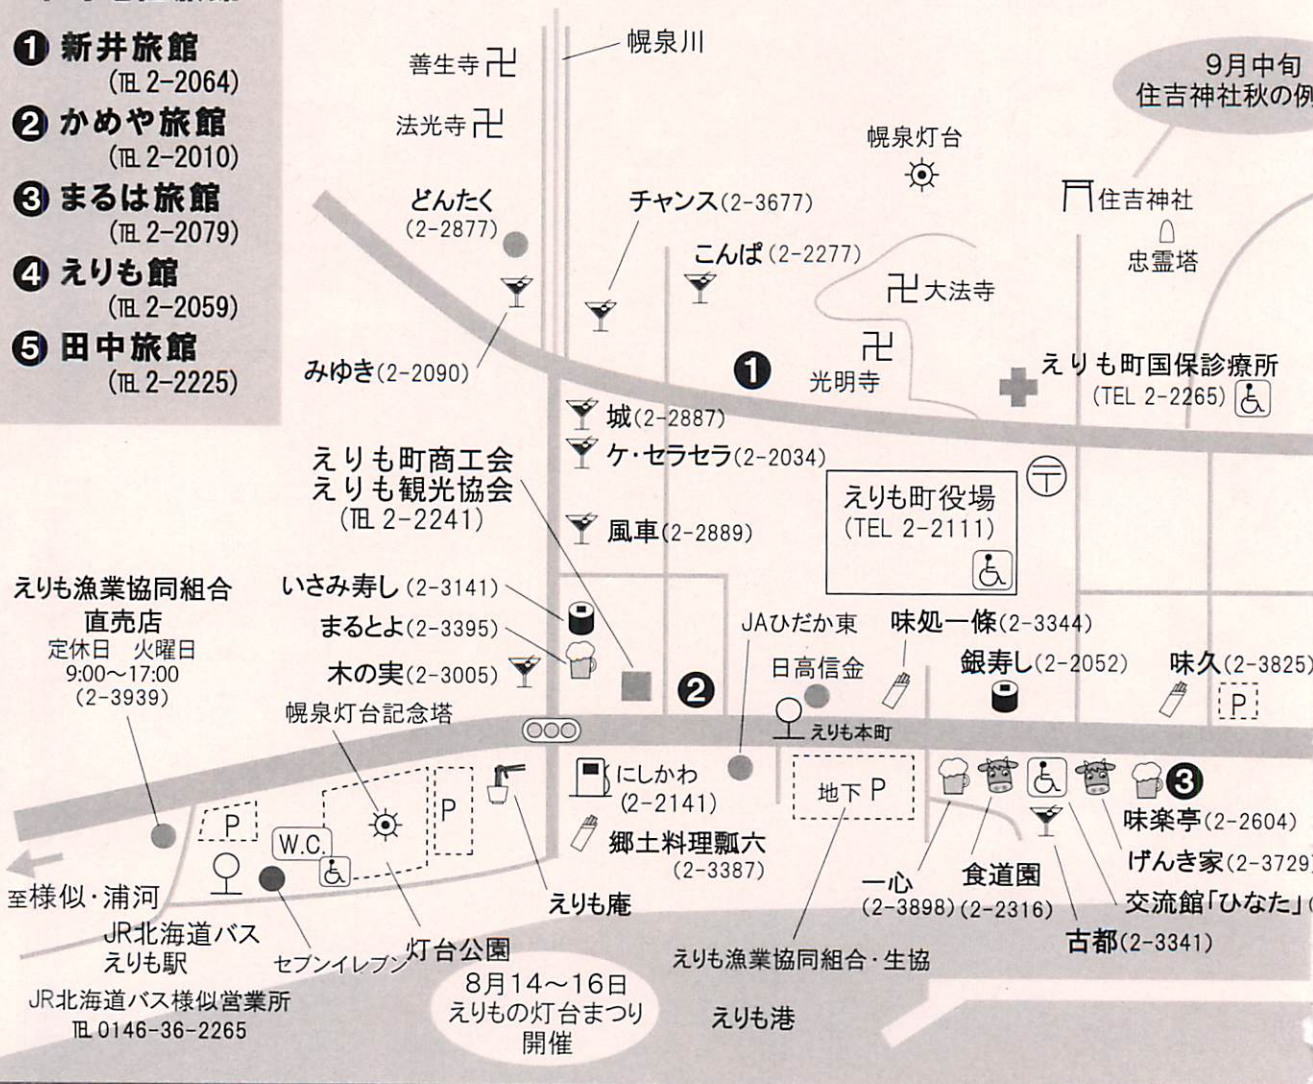 ❶ 新井旅館
(℡ 2-2064)
❷ かめや旅館
(℡ 2-2010)
❸ まるは旅館
(℡ 2-2079)
❹ えりも館
(℡ 2-2059)
❺ 田中旅館
(℡ 2-2225)
善生寺
幌泉川
法光寺
9月中旬
住吉神社秋の例
幌泉灯台
住吉神社
忠霊塔
どんたく
(2-2877)
チャンス(2-3677)
こんぱ(2-2277)
大法寺
みゆき(2-2090)
❶
光明寺
えりも町国保診療所
(TEL 2-2265)
城(2-2887)
ケ・セラセラ(2-2034)
えりも町商工会
えりも観光協会
(℡ 2-2241)
風車(2-2889)
えりも町役場
(TEL 2-2111)
〒
えりも漁業協同組合
直売店
定休日 火曜日
9:00〜17:00
(2-3939)
いさみ寿し(2-3141)
まるとよ(2-3395)
木の実(2-3005)
幌泉灯台記念塔
❷
JAひだか東
日高信金
味処一條(2-3344)
銀寿し(2-2052)
味久(2-3825)
P
えりも本町
にしかわ
(2-2141)
郷土料理瓢六
(2-3387)
地下 P
P
P
W.C.
❸
味楽亭(2-2604)
げんき家(2-3729)
交流館「ひなた」(
古都(2-3341)
一心
(2-3898)
食道園
(2-2316)
至様似・浦河
JR北海道バス
えりも駅
セブンイレブン
灯台公園
えりも庵
えりも漁業協同組合・生協
JR北海道バス様似営業所
℡ 0146-36-2265
8月14〜16日
えりもの灯台まつり
開催
えりも港